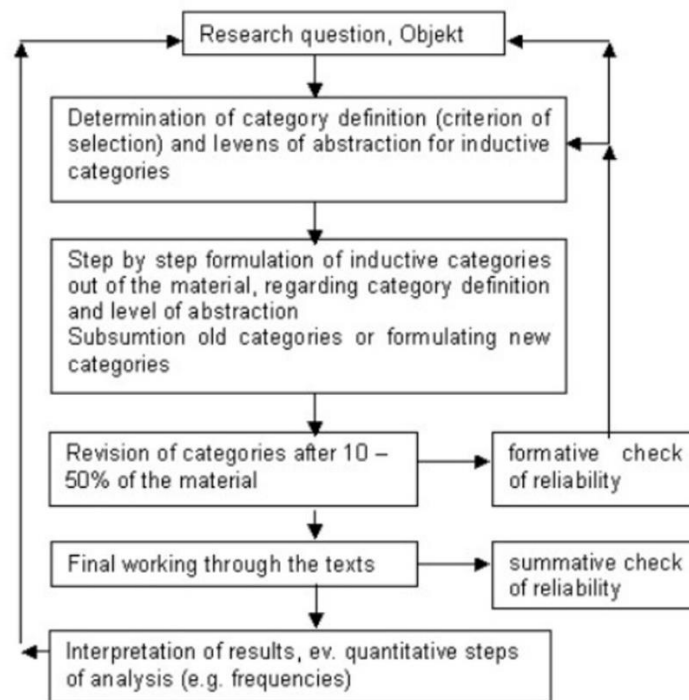 Research question, Objekt
Determination of category definition (criterion of
selection) and levens of abstraction for inductive
categories
Step by step formulation of inductive categories
out of the material, regarding category definition
and level of abstraction
Subsumtion old categories or formulating new
categories
Revision of categories after 10 –
50% of the material
formative check
of reliability
Final working through the texts
summative check
of reliability
Interpretation of results, ev. quantitative steps
of analysis (e.g. frequencies)